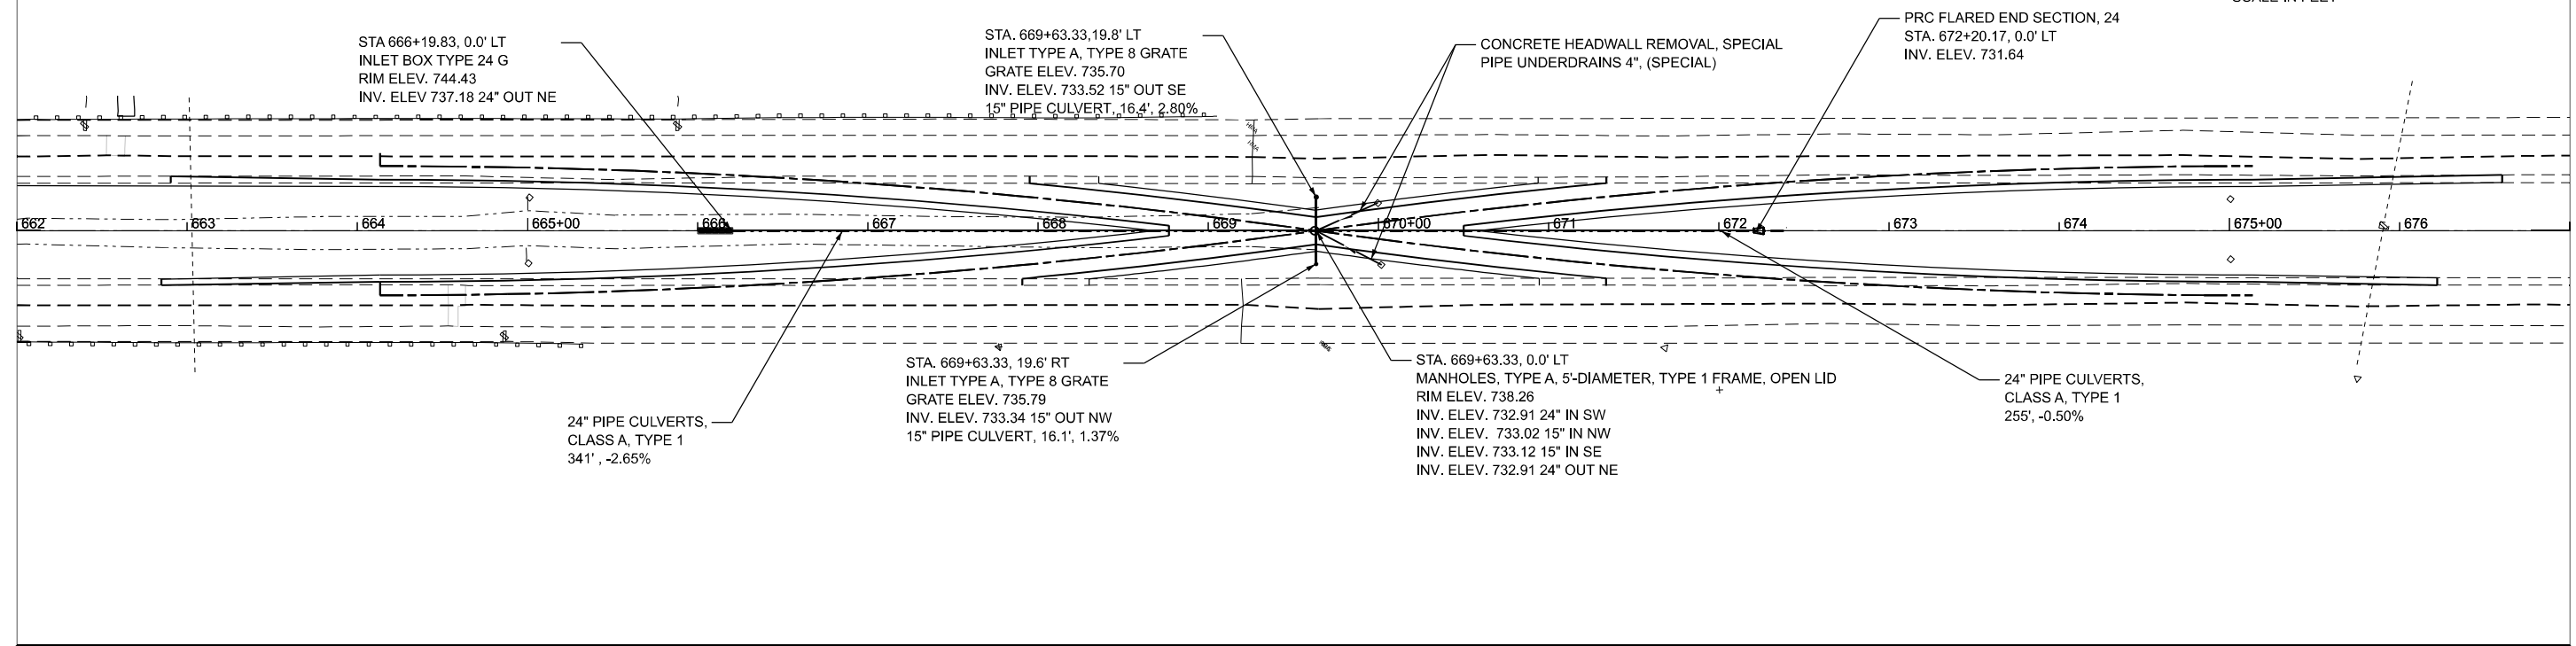 STA 666+19.83, 0.0' LT
INLET BOX TYPE 24 G
RIM ELEV. 744.43
INV. ELEV 737.18 24" OUT NE
STA. 669+63.33,19.8' LT
INLET TYPE A, TYPE 8 GRATE
GRATE ELEV. 735.70
INV. ELEV. 733.52 15" OUT SE
15" PIPE CULVERT, 16.4', 2.80%
CONCRETE HEADWALL REMOVAL, SPECIAL
PIPE UNDERDRAINS 4", (SPECIAL)
PRC FLARED END SECTION, 24
STA. 672+20.17, 0.0' LT
INV. ELEV. 731.64
662
663
664
665+00
666
667
668
669
670+00
671
672
673
674
675+00
676
24" PIPE CULVERTS,
CLASS A, TYPE 1
341' , -2.65%
STA. 669+63.33, 19.6' RT
INLET TYPE A, TYPE 8 GRATE
GRATE ELEV. 735.79
INV. ELEV. 733.34 15" OUT NW
15" PIPE CULVERT, 16.1', 1.37%
STA. 669+63.33, 0.0' LT
MANHOLES, TYPE A, 5'-DIAMETER, TYPE 1 FRAME, OPEN LID
RIM ELEV. 738.26
INV. ELEV. 732.91 24" IN SW
INV. ELEV. 733.02 15" IN NW
INV. ELEV. 733.12 15" IN SE
INV. ELEV. 732.91 24" OUT NE
24" PIPE CULVERTS,
CLASS A, TYPE 1
255', -0.50%